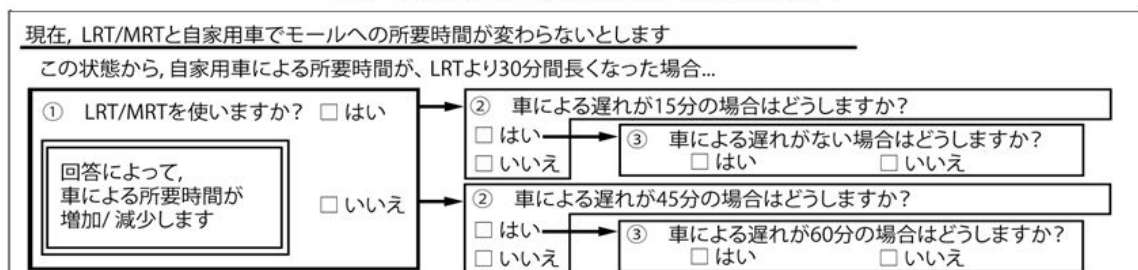 現在, LRT/MRTと自家用車でモールへの所要時間が変わらないとします
この状態から, 自家用車による所要時間が、LRTより30分間長くなった場合...
① LRT/MRTを使いますか? □ はい
回答によって,
車による所要時間が
増加/ 減少します
□ いいえ
② 車による遅れが15分の場合はどうしますか?
□ はい
□ いいえ
③ 車による遅れがない場合はどうしますか?
□ はい □ いいえ
② 車による遅れが45分の場合はどうしますか?
□ はい
□ いいえ
③ 車による遅れが60分の場合はどうしますか?
□ はい □ いいえ